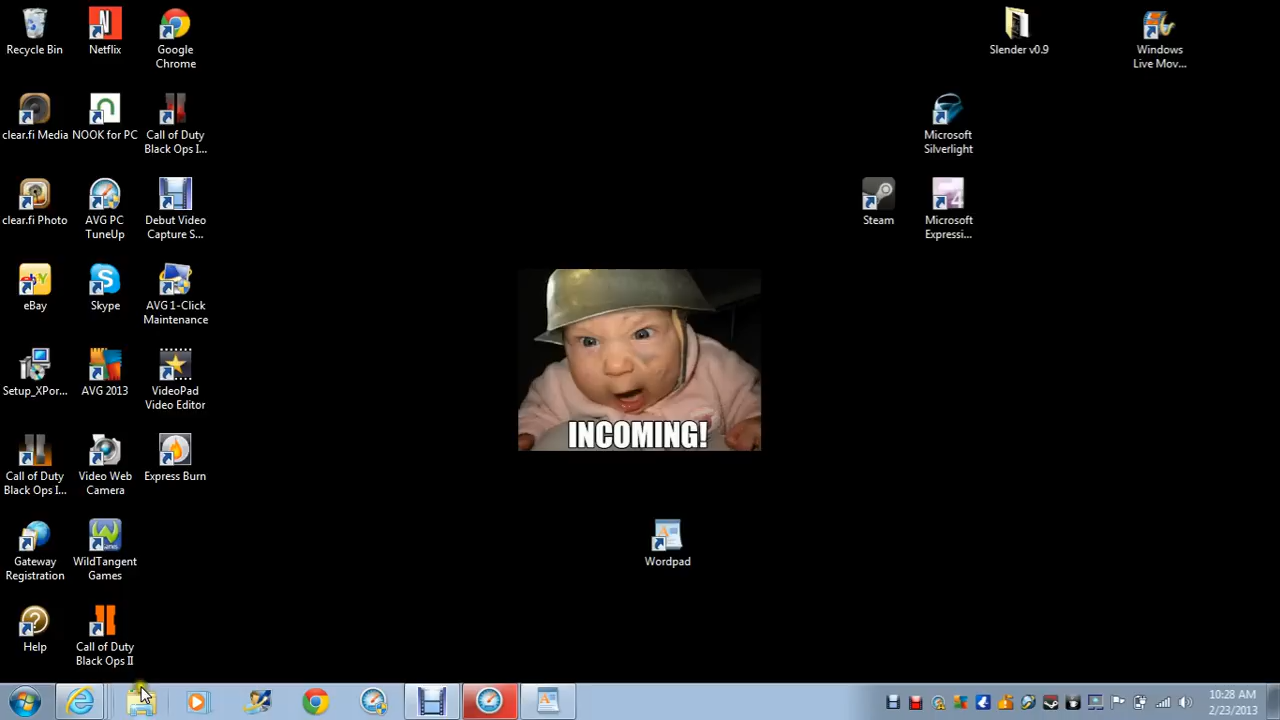 Recycle Bin
Netflix
Google
Chrome
Slender v0.9
Windows
Live Mov...
clear.fi Media
NOOK for PC
Call of Duty
Black Ops I...
Microsoft
Silverlight
clear.fi Photo
AVG PC
TuneUp
Debut Video
Capture S...
Steam
Microsoft
Expressi...
eBay
Skype
AVG 1-Click
Maintenance
Setup_XPor...
AVG 2013
VideoPad
Video Editor
INCOMING!
Call of Duty
Black Ops I...
Video Web
Camera
Express Burn
Gateway
Registration
WildTangent
Games
Wordpad
Help
Call of Duty
Black Ops II
10:28 AM
2/23/2013